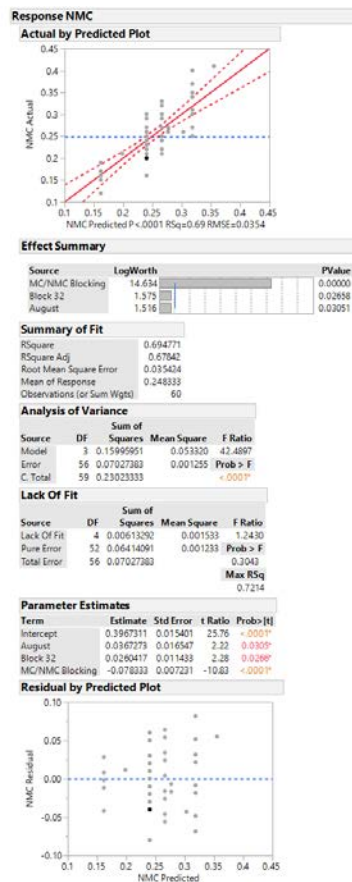 Response NMC
Actual by Predicted Plot
0.45
0.4
0.35
0.3
0.25
0.2
0.15
0.1
NMC Actual
0.1 0.15 0.2 0.25 0.3 0.35 0.4 0.45
NMC Predicted P<.0001 RSq=0.69 RMSE=0.0354
Effect Summary
Source LogWorth PValue
MC/NMC Blocking 14.634 0.00000
Block 32 1.575 0.02658
August 1.516 0.03051
Summary of Fit
RSquare 0.694771
RSquare Adj 0.67842
Root Mean Square Error 0.035424
Mean of Response 0.248333
Observations (or Sum Wgts) 60
Analysis of Variance
Sum of
Source DF Squares Mean Square F Ratio
Model 3 0.15995951 0.053320 42.4897
Error 56 0.07027383 0.001255 Prob > F
C. Total 59 0.23023333 <.0001*
Lack Of Fit
Sum of
Source DF Squares Mean Square F Ratio
Lack Of Fit 4 0.00613292 0.001533 1.2430
Pure Error 52 0.06414091 0.001233 Prob > F
Total Error 56 0.07027383 0.3043
Max RSq
0.7214
Parameter Estimates
Term Estimate Std Error t Ratio Prob>|t|
Intercept 0.3967311 0.015401 25.76 <.0001*
August 0.0367273 0.016547 2.22 0.0305*
Block 32 0.0260417 0.011433 2.28 0.0266*
MC/NMC Blocking -0.078333 0.007231 -10.83 <.0001*
Residual by Predicted Plot
0.10
0.05
0.00
-0.05
-0.10
NMC Residual
0.1 0.15 0.2 0.25 0.3 0.35 0.4 0.45
NMC Predicted